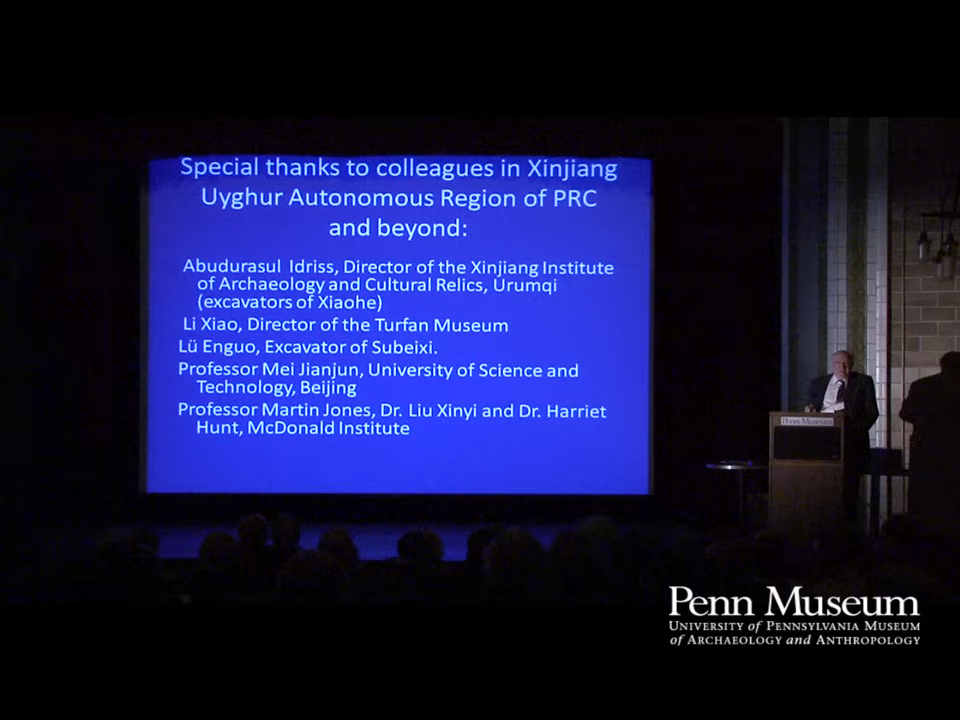 Special thanks to colleagues in Xinjiang
Uyghur Autonomous Region of PRC
and beyond:
Abudurasul Idriss, Director of the Xinjiang Institute
of Archaeology and Cultural Relics, Urumqi
(excavators of Xiaohe)
Li Xiao, Director of the Turfan Museum
Lü Enguo, Excavator of Subeixi.
Professor Mei Jianjun, University of Science and
Technology, Beijing
Professor Martin Jones, Dr. Liu Xinyi and Dr. Harriet
Hunt, McDonald Institute
Penn Museum
Penn Museum
University of Pennsylvania Museum
of Archaeology and Anthropology